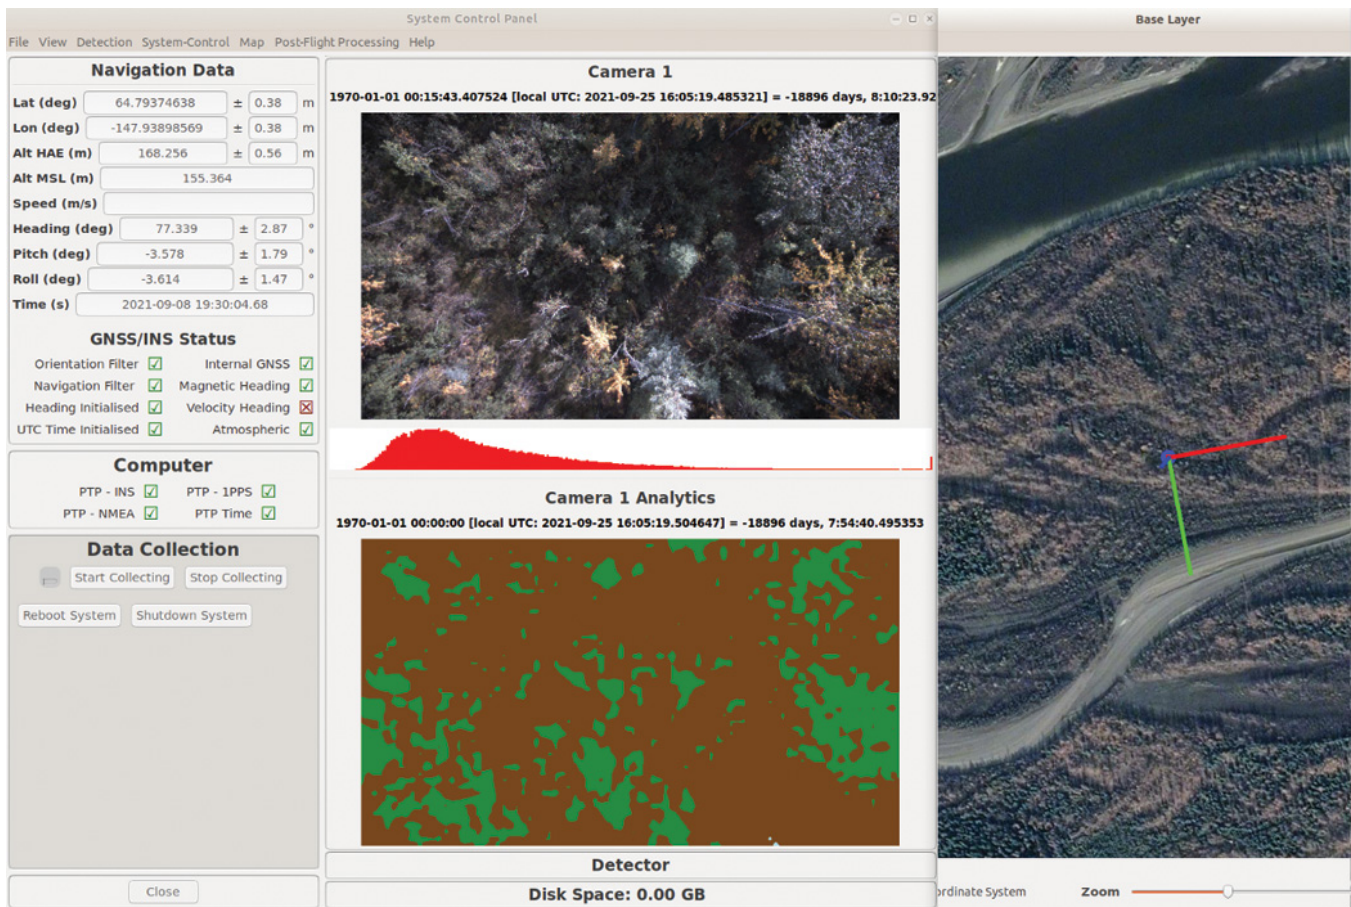 System Control Panel
Base Layer
File View Detection System-Control Map Post-Flight Processing Help
Navigation Data
Lat (deg) 64.79374638 ± 0.38 m
Lon (deg) -147.93898569 ± 0.38 m
Alt HAE (m) 168.256 ± 0.56 m
Alt MSL (m) 155.364
Speed (m/s)
Heading (deg) 77.339 ± 2.87 °
Pitch (deg) -3.578 ± 1.79 °
Roll (deg) -3.614 ± 1.47 °
Time (s) 2021-09-08 19:30:04.68
GNSS/INS Status
Orientation Filter Internal GNSS
Navigation Filter Magnetic Heading
Heading Initialised Velocity Heading
UTC Time Initialised Atmospheric
Computer
PTP - INS PTP - 1PPS
PTP - NMEA PTP Time
Data Collection
Start Collecting Stop Collecting
Reboot System Shutdown System
Close
Camera 1
1970-01-01 00:15:43.407524 [local UTC: 2021-09-25 16:05:19.485321] = -18896 days, 8:10:23.92
Camera 1 Analytics
1970-01-01 00:00:00 [local UTC: 2021-09-25 16:05:19.504647] = -18896 days, 7:54:40.495353
Detector
Disk Space: 0.00 GB
ordinate System Zoom